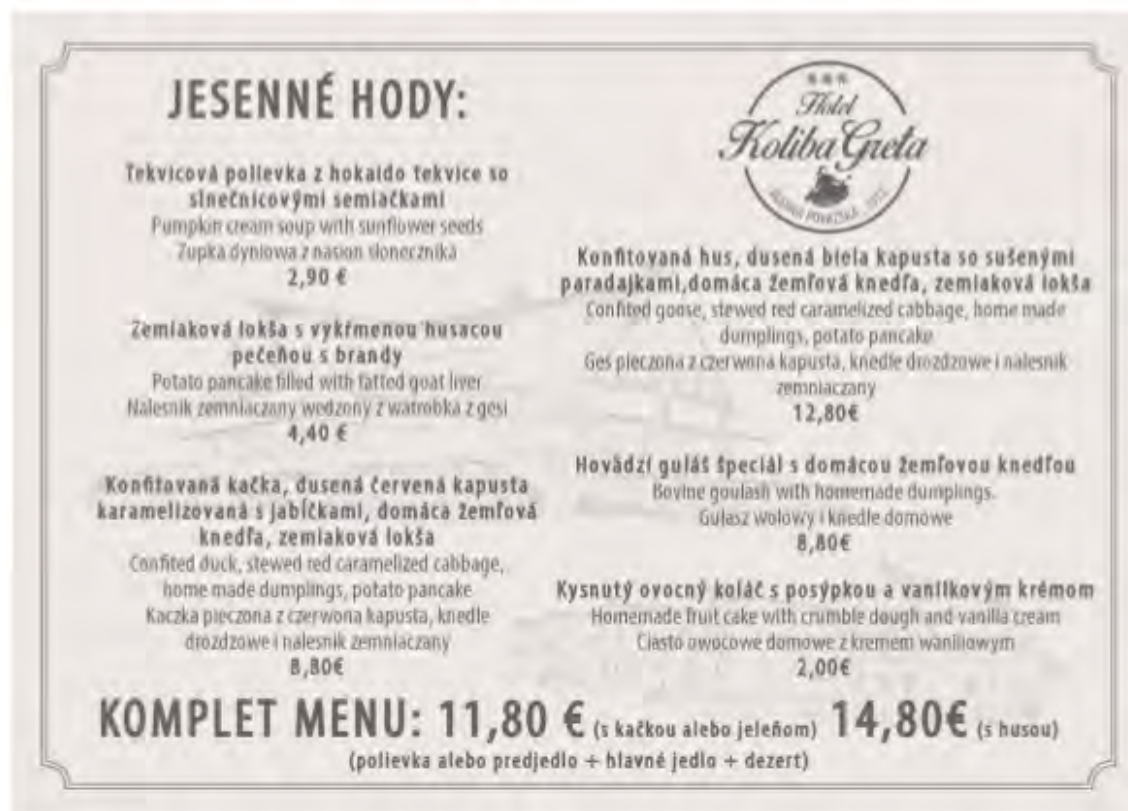 JESENNÉ HODY:
Tekvicová polievka z hokaido tekvice so
slnečnicovými semiačkami
Pumpkin cream soup with sunflower seeds
Zupka dyniowa z nasion slonecznika
2,90 €
Zemiaková lokša s vykŕmenou husacou
pečeňou s brandy
Potato pancake filled with fatted goat liver
Nalesnik zemniaczany wedzony z watrobka z gesi
4,40 €
Konfitovaná kačka, dusená červená kapusta
karamelizovaná s jabĺčkami, domáca žemľová
knedľa, zemiaková lokša
Confited duck, stewed red caramelized cabbage,
home made dumplings, potato pancake
Kaczka pieczona z czerwona kapusta, knedle
drozdzowe i nalesnik zemniaczany
8,80€
Hotel
Koliba Greta
Konfitovaná hus, dusená biela kapusta so sušenými
paradajkami,domáca žemľová knedľa, zemiaková lokša
Confited goose, stewed red caramelized cabbage, home made
dumplings, potato pancake
Ges pieczona z czerwona kapusta, knedle drozdzowe i nalesnik
zemniaczany
12,80€
Hovädzí guláš špeciál s domácou žemľovou knedľou
Bovine goulash with homemade dumplings.
Gulasz wolowy i knedle domowe
8,80€
Kysnutý ovocný koláč s posýpkou a vanilkovým krémom
Homemade fruit cake with crumble dough and vanilla cream
Ciasto owocowe domowe z kremem waniliowym
2,00€
KOMPLET MENU: 11,80 € (s kačkou alebo jeleňom) 14,80€ (s husou)
(polievka alebo predjedlo + hlavné jedlo + dezert)